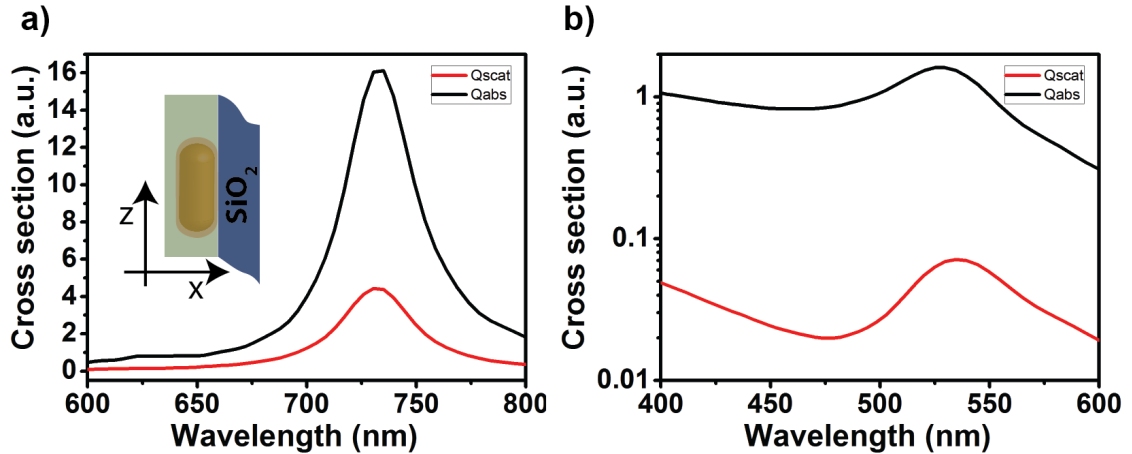 a)
Cross section (a.u.)
16
14
12
10
8
6
4
2
0
Qscat
Qabs
Z
X
SiO2
600
650
700
750
800
Wavelength (nm)
b)
Cross section (a.u.)
1
0.1
0.01
Qscat
Qabs
400
450
500
550
600
Wavelength (nm)